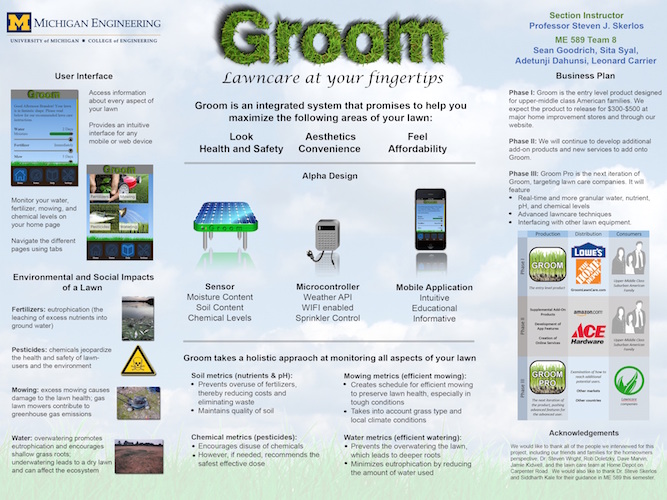 M MICHIGAN ENGINEERING
UNIVERSITY OF MICHIGAN • COLLEGE OF ENGINEERING
Groom
Lawncare at your fingertips
Section Instructor
Professor Steven J. Skerlos
ME 589 Team 8
Sean Goodrich, Sita Syal,
Adetunji Dahunsi, Leonard Carrier
Groom is an integrated system that promises to help you
maximize the following areas of your lawn:
Look
Aesthetics
Feel
Health and Safety
Convenience
Affordability
User Interface
Groom
Access information
about every aspect of
your lawn
Provides an intuitive
interface for any
mobile or web device
Monitor your water,
fertilizer, mowing, and
chemical levels on
your home page
Navigate the different
pages using tabs
Groom
Environmental and Social Impacts
of a Lawn
Fertilizers: eutrophication (the
leaching of excess nutrients into
ground water)
Pesticides: chemicals jeopardize
the health and safety of lawn-
users and the environment
Mowing: excess mowing causes
damage to the lawn health; gas
lawn mowers contribute to
greenhouse gas emissions
Water: overwatering promotes
eutrophication and encourages
shallow grass roots;
underwatering leads to a dry lawn
and can affect the ecosystem
Alpha Design
Sensor
Moisture Content
Soil Content
Chemical Levels
Microcontroller
Weather API
WIFI enabled
Sprinkler Control
Mobile Application
Intuitive
Educational
Informative
Groom takes a holistic appraoch at monitoring all aspects of your lawn
Soil metrics (nutrients & pH):
• Prevents overuse of fertilizers,
thereby reducing costs and
eliminating waste
• Maintains quality of soil
Mowing metrics (efficient mowing):
• Creates schedule for efficient mowing
to preserve lawn health, especially in
tough conditions
• Takes into account grass type and
local climate conditions
Chemical metrics (pesticides):
• Encourages disuse of chemicals
• However, if needed, recommends the
safest effective dose
Water metrics (efficient watering):
• Prevents the overwatering the lawn,
which leads to deeper roots
• Minimizes eutrophication by reducing
the amount of water used
Business Plan
Phase I: Groom is the entry level product designed
for upper-middle class American families. We
expect the product to release for $300-$500 at
major home improvement stores and through our
website.
Phase II: We will continue to develop additional
add-on products and new services to add onto
Groom.
Phase III: Groom Pro is the next iteration of
Groom, targeting lawn care companies. It will
feature
• Real-time and more granular water, nutrient,
pH, and chemical levels
• Advanced lawncare techniques
• Interfacing with other lawn equipment.
Production
Distribution
Consumers
Phase I
GROOM
The entry level product
LOWE'S
THE HOME DEPOT
GroomLawnCare.com
Upper Middle Class
Suburban American
Family
Phase II
Supplemental Add-On
Products
Development of
App Features
Creation of
Online Services
amazon.com
ACE
Hardware
Upper Middle Class
Suburban American
Family
Phase III
GROOM
PRO
Other markets
Other countries
Acknowledgements
We would like to thank all of the people we interviewed for this
project, including our friends and families for the homeowners
perspective, Dr. Steven Wright, Rob Doletzky, Dave Marvin,
Jamie Kidwell, and the lawn care team at Home Depot on
Carpenter Road. We would also like to thank Dr. Steve Skerlos
and Siddharth Kale for their guidance in ME 589 this semester.